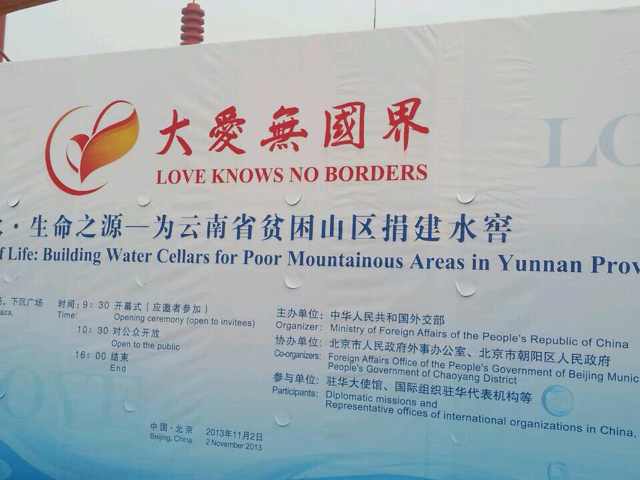 大愛無國界
LOVE KNOWS NO BORDERS
·生命之源—为云南省贫困山区捐建水窖
of Life: Building Water Cellars for Poor Mountainous Areas in Yunnan Prov
下沉广场
时间: 9:30 开幕式（应邀者参加）
Time: Opening ceremony (open to invitees)
10:30 对公众开放
Open to the public
16:00 结束
End
主办单位: 中华人民共和国外交部
Organizer: Ministry of Foreign Affairs of the People's Republic of China
协办单位: 北京市人民政府外事办公室、北京市朝阳区人民政府
Co-organizers: Foreign Affairs Office of the People's Government of Beijing Munic
People's Government of Chaoyang District
参与单位: 驻华大使馆、国际组织驻华代表机构等
Participants: Diplomatic missions and
Representative offices of international organizations in China,
中国·北京 2013年11月2日
Beijing, China 2 November 2013
LO